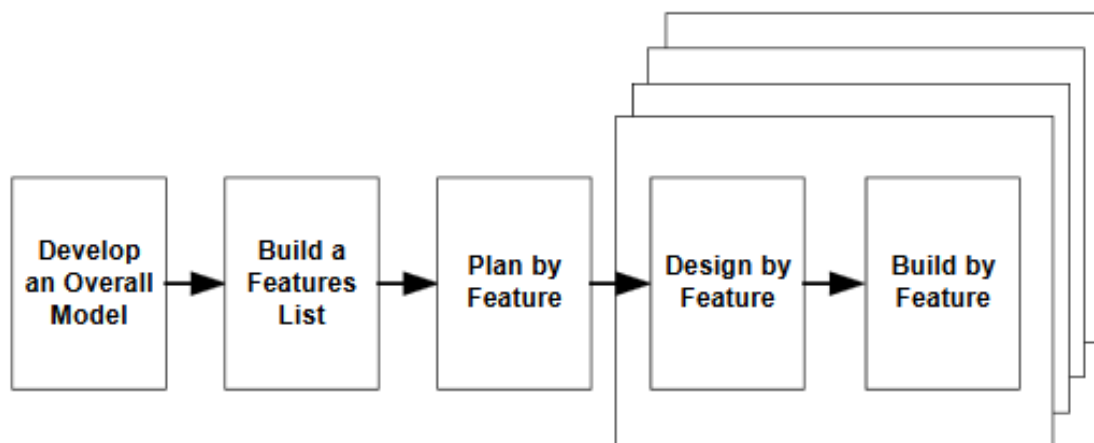 Develop
an Overall
Model
Build a
Features
List
Plan by
Feature
Design by
Feature
Build by
Feature